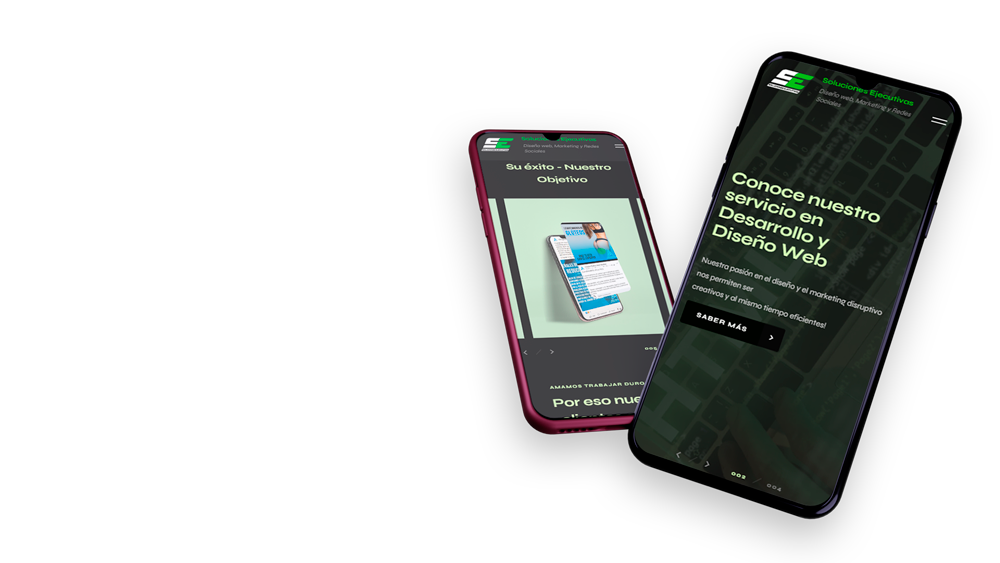 Soluciones Ejecutivas
Diseño web, Marketing y Redes
Sociales
Su éxito - Nuestro
Objetivo
GLUTEOS
AMAMOS TRABAJAR DURO
Por eso nue
SE
Soluciones Ejecutivas
Diseño web, Marketing y Redes
Sociales
Conoce nuestro
servicio en
Desarrollo y
Diseño Web
Nuestra pasión en el diseño y el marketing disruptivo
nos permiten ser
creativos y al mismo tiempo eficientes!
SABER MÁS
002 / 004